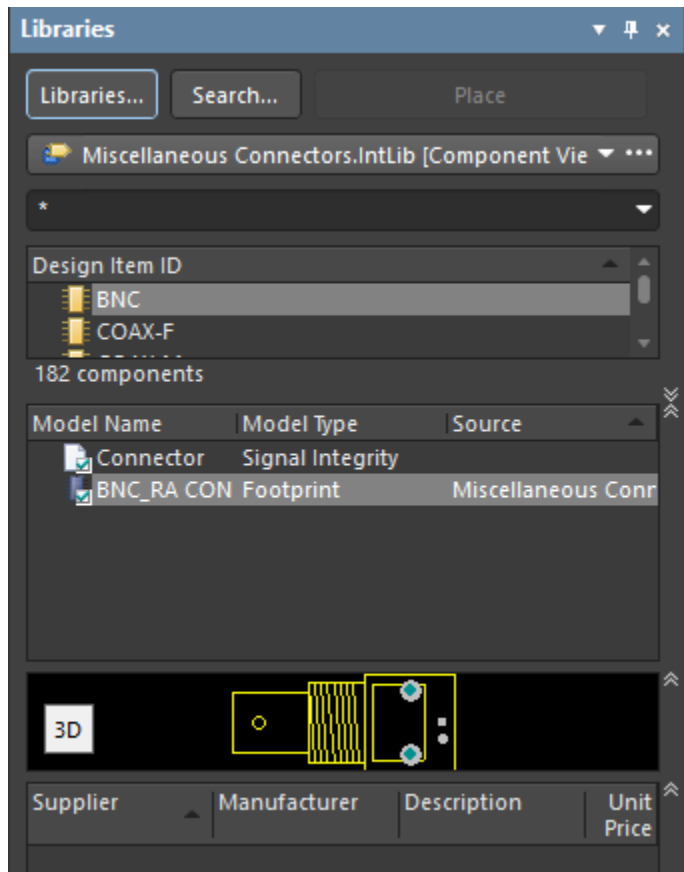 Libraries
Libraries... Search... Place
Miscellaneous Connectors.IntLib [Component Vie
*
Design Item ID
BNC
COAX-F
182 components
Model Name Model Type Source
Connector Signal Integrity
BNC_RA CON Footprint Miscellaneous Conr
3D
Supplier Manufacturer Description Unit Price